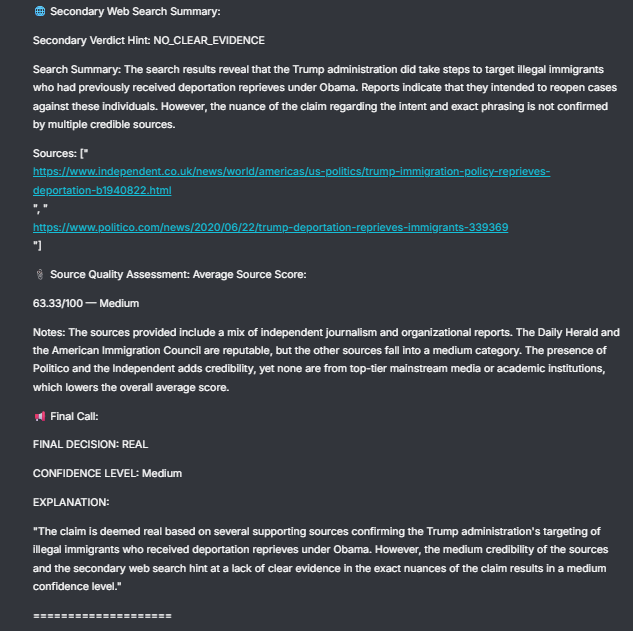 🌐 Secondary Web Search Summary:
Secondary Verdict Hint: NO_CLEAR_EVIDENCE
Search Summary: The search results reveal that the Trump administration did take steps to target illegal immigrants
who had previously received deportation reprieves under Obama. Reports indicate that they intended to reopen cases
against these individuals. However, the nuance of the claim regarding the intent and exact phrasing is not confirmed
by multiple credible sources.
Sources: ["
https://www.independent.co.uk/news/world/americas/us-politics/trump-immigration-policy-reprieves-
deportation-b1940822.html
", "
https://www.politico.com/news/2020/06/22/trump-deportation-reprieves-immigrants-339369
"]
📎 Source Quality Assessment: Average Source Score:
63.33/100 — Medium
Notes: The sources provided include a mix of independent journalism and organizational reports. The Daily Herald and
the American Immigration Council are reputable, but the other sources fall into a medium category. The presence of
Politico and the Independent adds credibility, yet none are from top-tier mainstream media or academic institutions,
which lowers the overall average score.
📢 Final Call:
FINAL DECISION: REAL
CONFIDENCE LEVEL: Medium
EXPLANATION:
"The claim is deemed real based on several supporting sources confirming the Trump administration's targeting of
illegal immigrants who received deportation reprieves under Obama. However, the medium credibility of the sources
and the secondary web search hint at a lack of clear evidence in the exact nuances of the claim results in a medium
confidence level."
====================